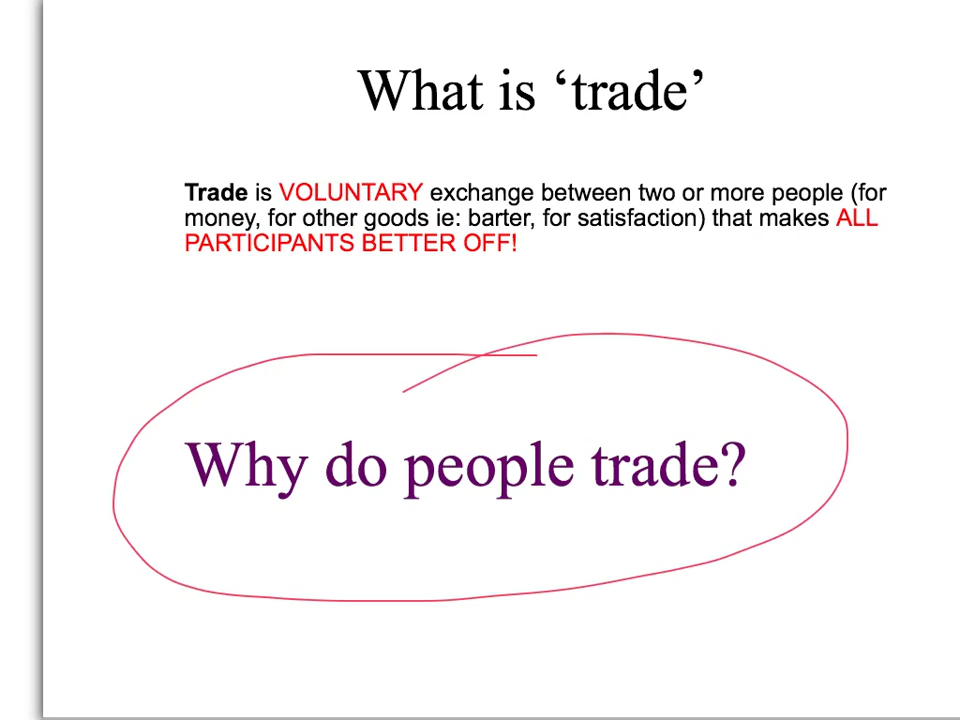 What is ‘trade’
Trade is VOLUNTARY exchange between two or more people (for
money, for other goods ie: barter, for satisfaction) that makes ALL
PARTICIPANTS BETTER OFF!
Why do people trade?